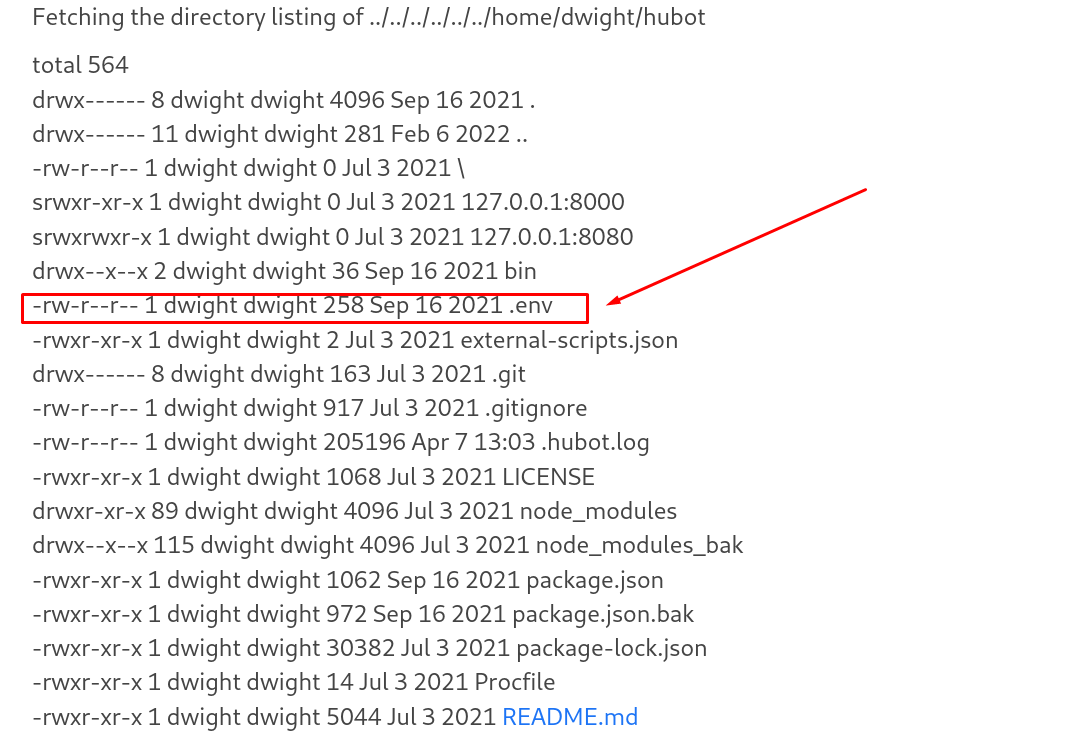 Fetching the directory listing of ../../../../../../home/dwight/hubot
total 564
drwx------ 8 dwight dwight 4096 Sep 16 2021 .
drwx------ 11 dwight dwight 281 Feb 6 2022 ..
-rw-r--r-- 1 dwight dwight 0 Jul 3 2021 \
srwxr-xr-x 1 dwight dwight 0 Jul 3 2021 127.0.0.1:8000
srwxrwxr-x 1 dwight dwight 0 Jul 3 2021 127.0.0.1:8080
drwx--x--x 2 dwight dwight 36 Sep 16 2021 bin
-rw-r--r-- 1 dwight dwight 258 Sep 16 2021 .env
-rwxr-xr-x 1 dwight dwight 2 Jul 3 2021 external-scripts.json
drwx------ 8 dwight dwight 163 Jul 3 2021 .git
-rw-r--r-- 1 dwight dwight 917 Jul 3 2021 .gitignore
-rw-r--r-- 1 dwight dwight 205196 Apr 7 13:03 .hubot.log
-rwxr-xr-x 1 dwight dwight 1068 Jul 3 2021 LICENSE
drwxr-xr-x 89 dwight dwight 4096 Jul 3 2021 node_modules
drwx--x--x 115 dwight dwight 4096 Jul 3 2021 node_modules_bak
-rwxr-xr-x 1 dwight dwight 1062 Sep 16 2021 package.json
-rwxr-xr-x 1 dwight dwight 972 Sep 16 2021 package.json.bak
-rwxr-xr-x 1 dwight dwight 30382 Jul 3 2021 package-lock.json
-rwxr-xr-x 1 dwight dwight 14 Jul 3 2021 Procfile
-rwxr-xr-x 1 dwight dwight 5044 Jul 3 2021 README.md